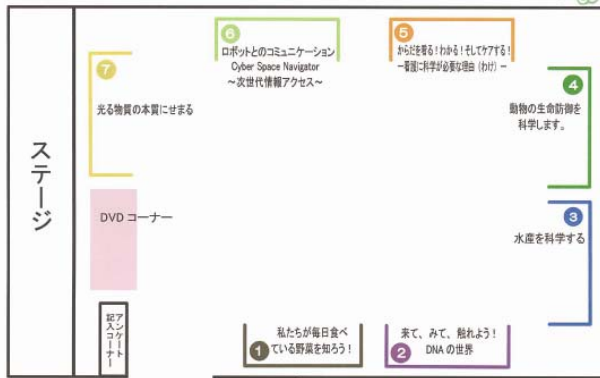 ステージ
7
光る物質の本質にせまる
6
ロボットとのコミュニケーション
Cyber Space Navigator
～次世代情報アクセス～
5
からだを看る！わかる！そしてケアする！
ー看護に科学が必要な理由（わけ）ー
4
動物の生命防御を
科学します。
3
水産を科学する
DVD コーナー
アンケート
記入コーナー
1
私たちが毎日食べ
ている野菜を知ろう！
2
来て、みて、触れよう！
DNA の世界